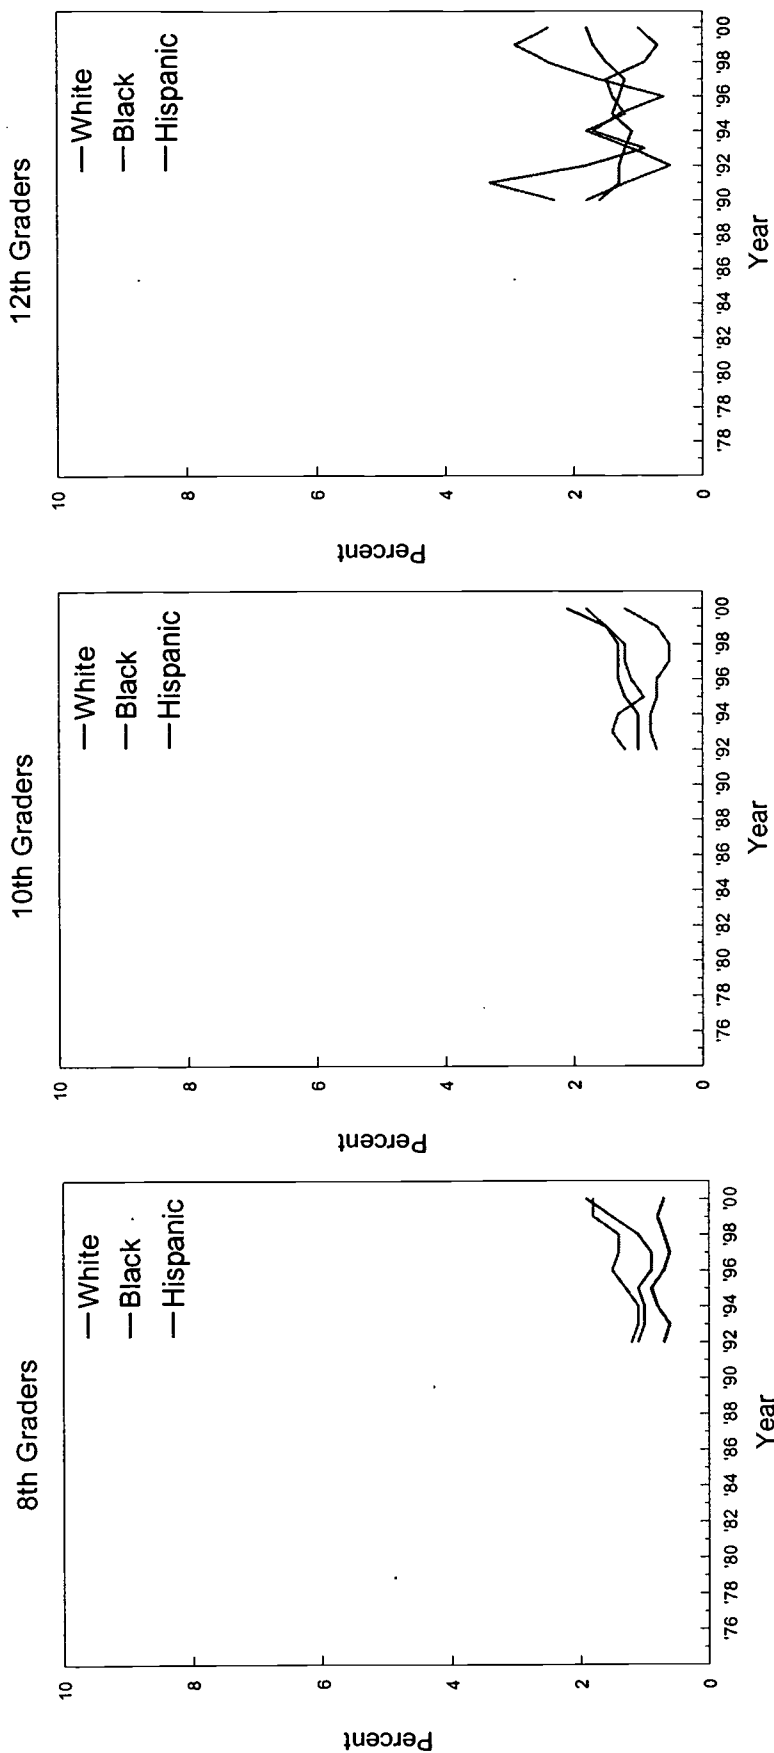 8th Graders
White
Black
Hispanic
Percent
10
8
6
4
2
0
'76 '78 '80 '82 '84 '86 '88 '90 '92 '94 '96 '98 '00
Year
10th Graders
White
Black
Hispanic
Percent
10
8
6
4
2
0
'76 '78 '80 '82 '84 '86 '88 '90 '92 '94 '96 '98 '00
Year
12th Graders
White
Black
Hispanic
Percent
10
8
6
4
2
0
'76 '78 '80 '82 '84 '86 '88 '90 '92 '94 '96 '98 '00
Year